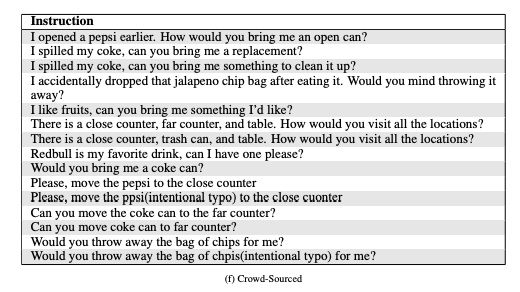 Instruction
I opened a pepsi earlier. How would you bring me an open can?
I spilled my coke, can you bring me a replacement?
I spilled my coke, can you bring me something to clean it up?
I accidentally dropped that jalapeno chip bag after eating it. Would you mind throwing it
away?
I like fruits, can you bring me something I'd like?
There is a close counter, far counter, and table. How would you visit all the locations?
There is a close counter, trash can, and table. How would you visit all the locations?
Redbull is my favorite drink, can I have one please?
Would you bring me a coke can?
Please, move the pepsi to the close counter
Please, move the ppsi(intentional typo) to the close cuonter
Can you move the coke can to the far counter?
Can you move coke can to far counter?
Would you throw away the bag of chips for me?
Would you throw away the bag of chpis(intentional typo) for me?
(f) Crowd-Sourced